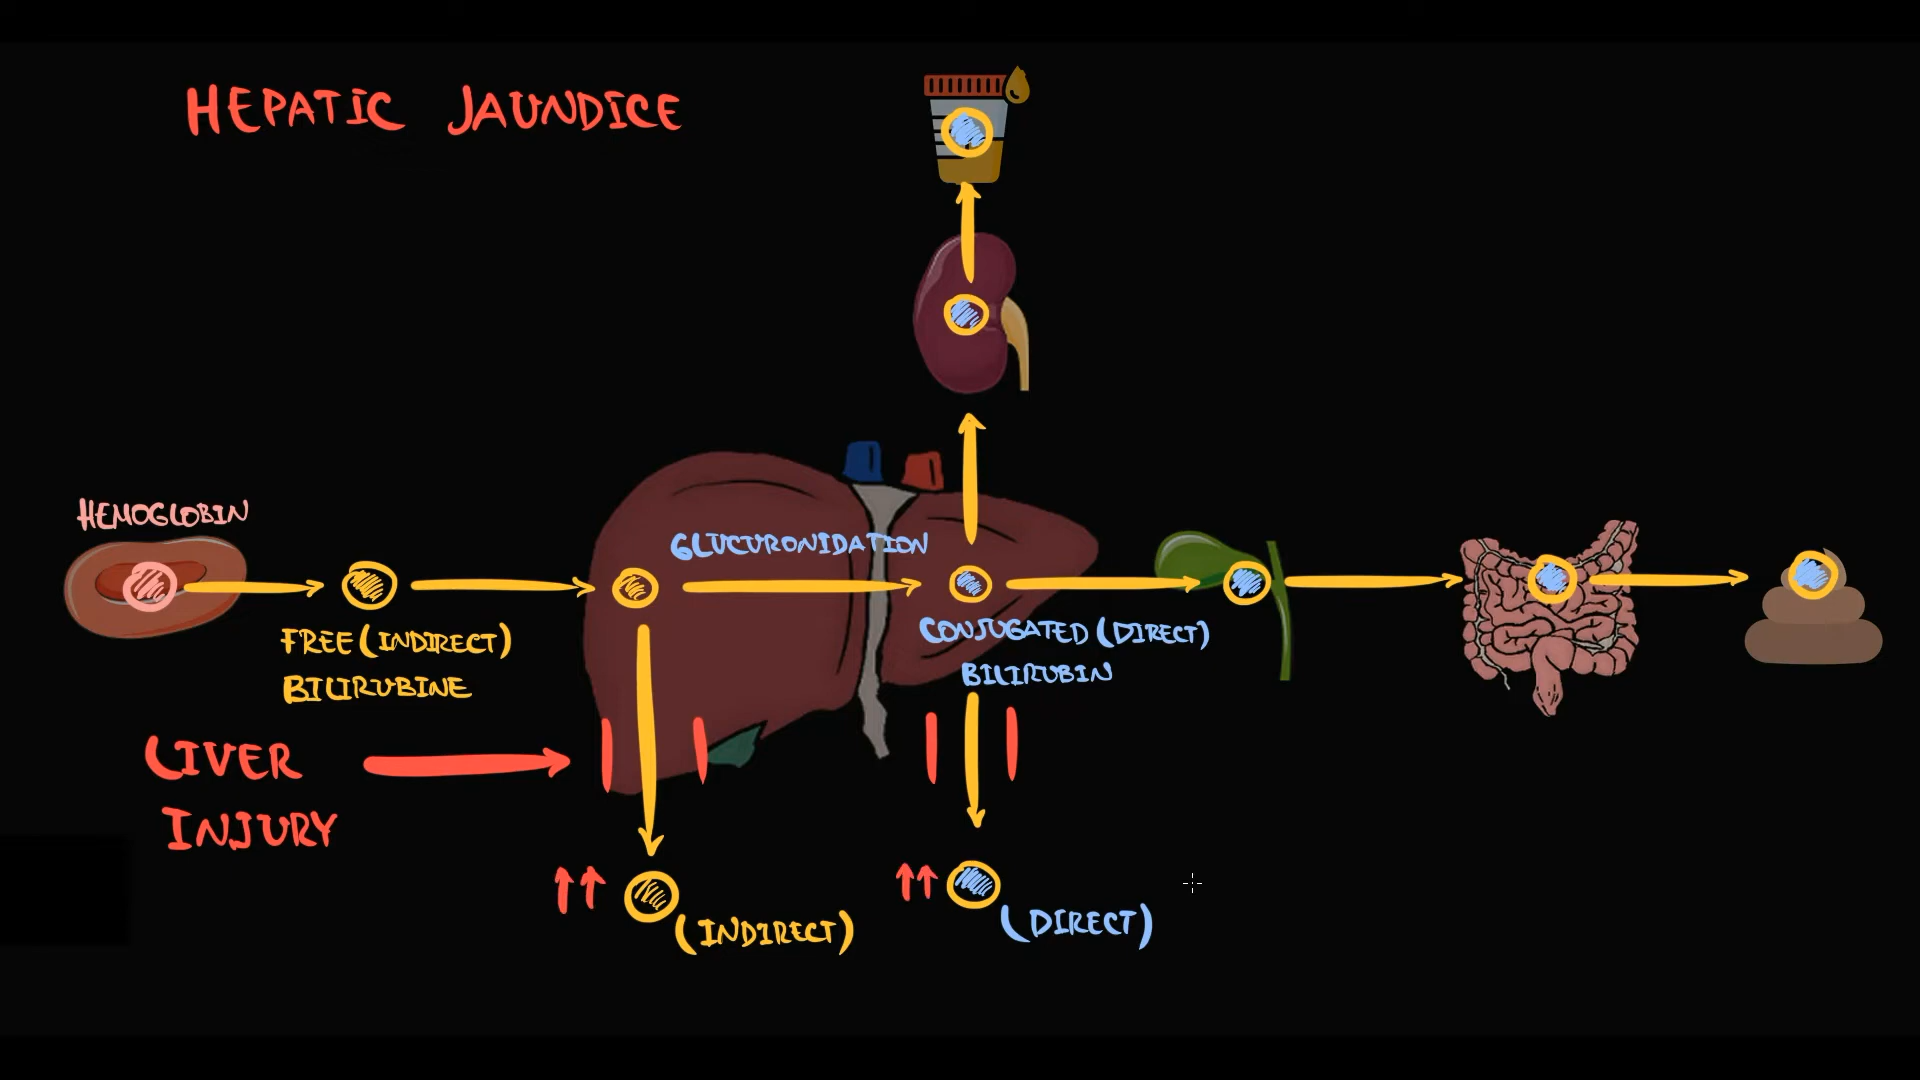 HEPATIC JAUNDICE
HEMOGLOBIN
GLUCURONIDATION
FREE (INDIRECT)
BILIRUBINE
CONJUGATED (DIRECT)
BILIRUBIN
LIVER
INJURY
(INDIRECT)
(DIRECT)